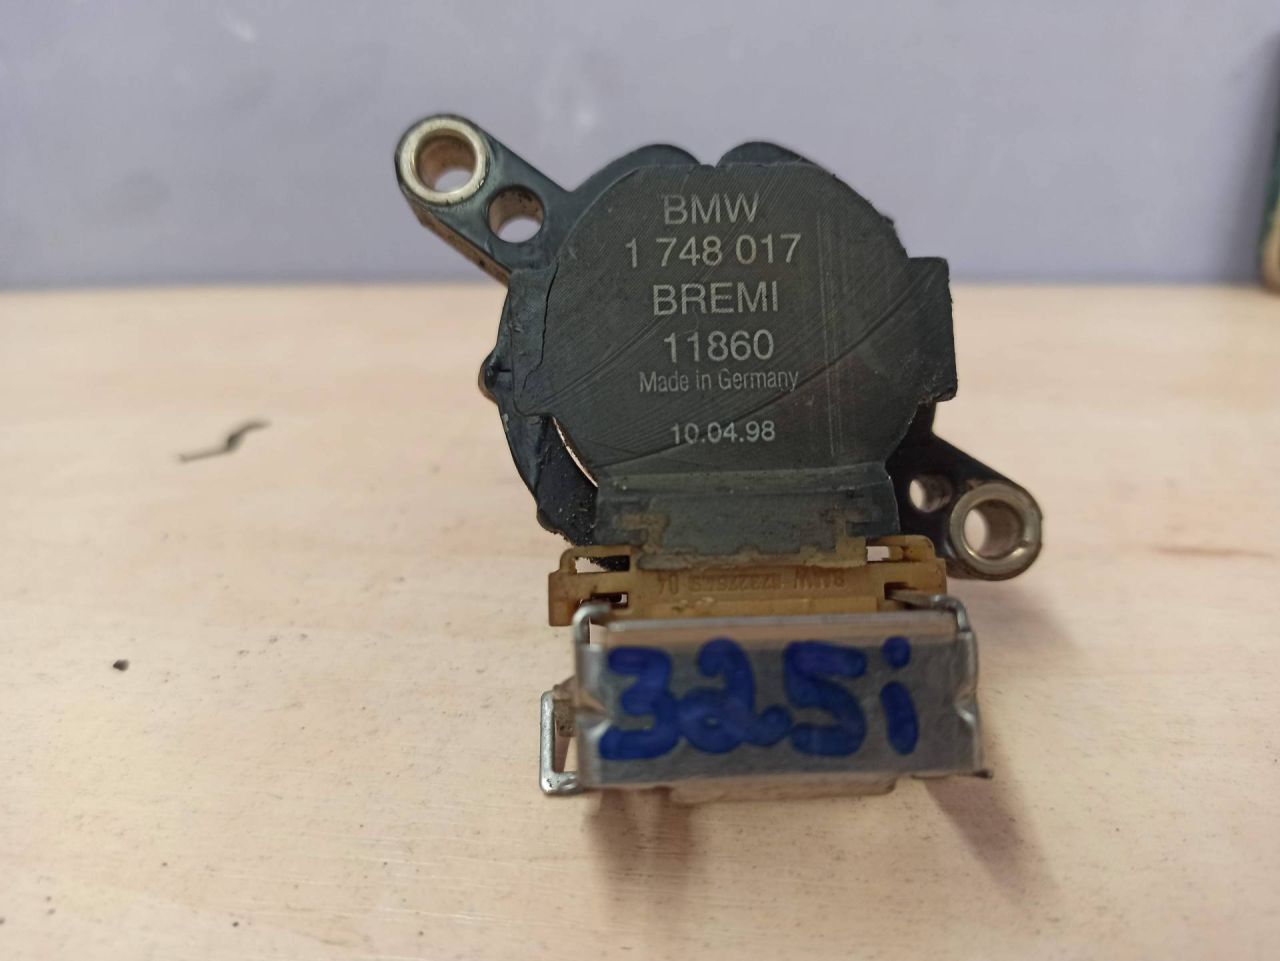 BMW
1 748 017
BREMI
11860
Made in Germany
10.04.98
325i